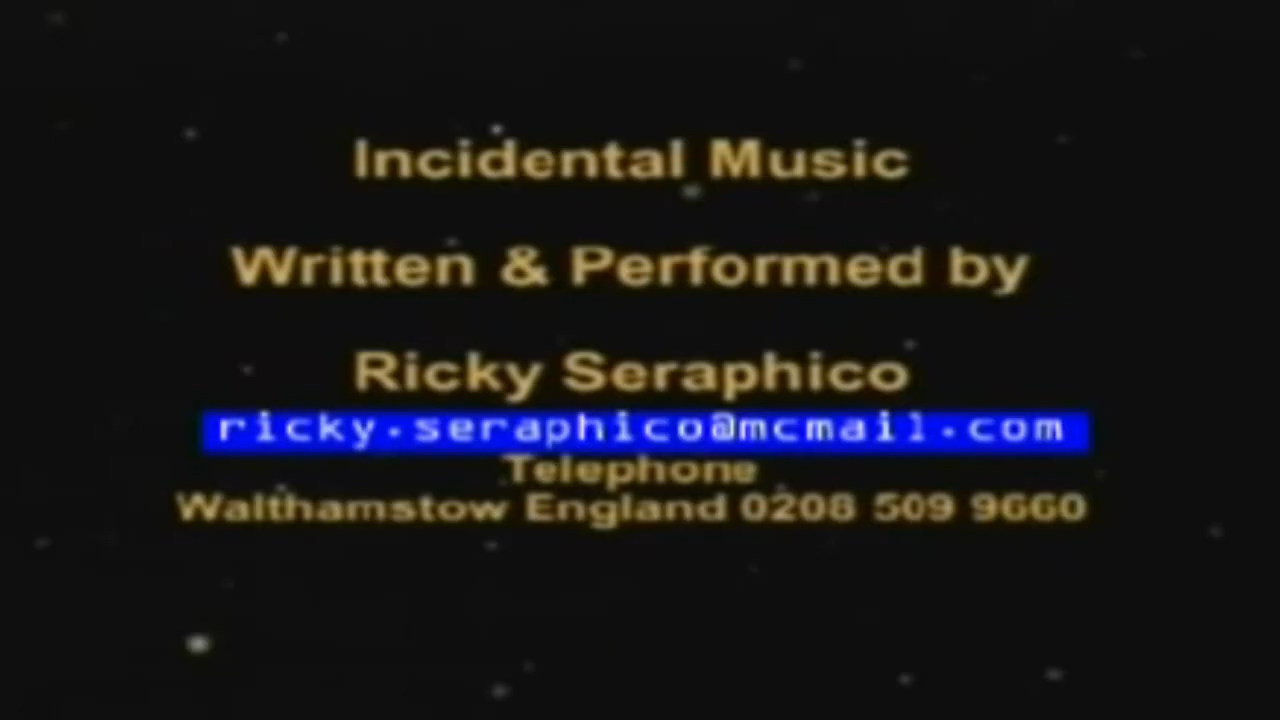 Incidental Music
Written & Performed by
Ricky Seraphico
ricky.seraphico@mcmail.com
Telephone
Walthamstow England 0208 509 9660